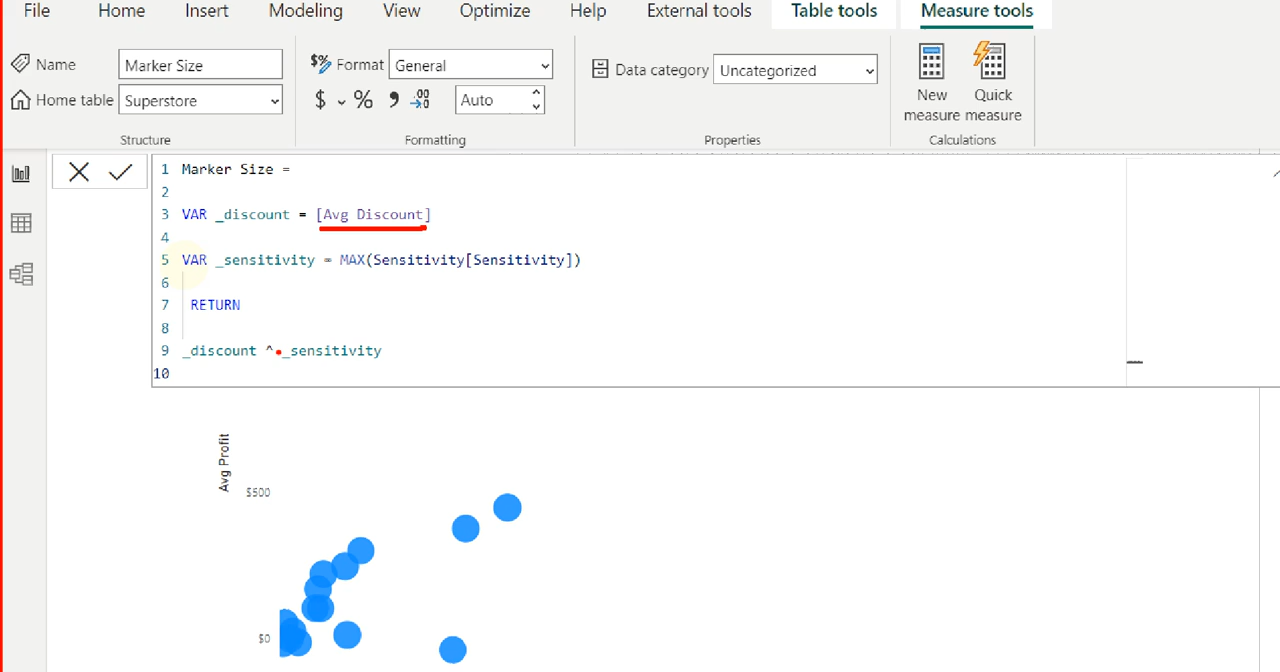 File Home Insert Modeling View Optimize Help External tools Table tools Measure tools
Name Marker Size
Home table Superstore
Structure
$% Format General
$ % 9 .00 Auto
Formatting
Data category Uncategorized
Properties
New measure
Quick measure
Calculations
1 Marker Size =
2
3 VAR _discount = [Avg Discount]
4
5 VAR _sensitivity = MAX(Sensitivity[Sensitivity])
6
7 RETURN
8
9 _discount ^ _sensitivity
10
Avg Profit
$500
$0